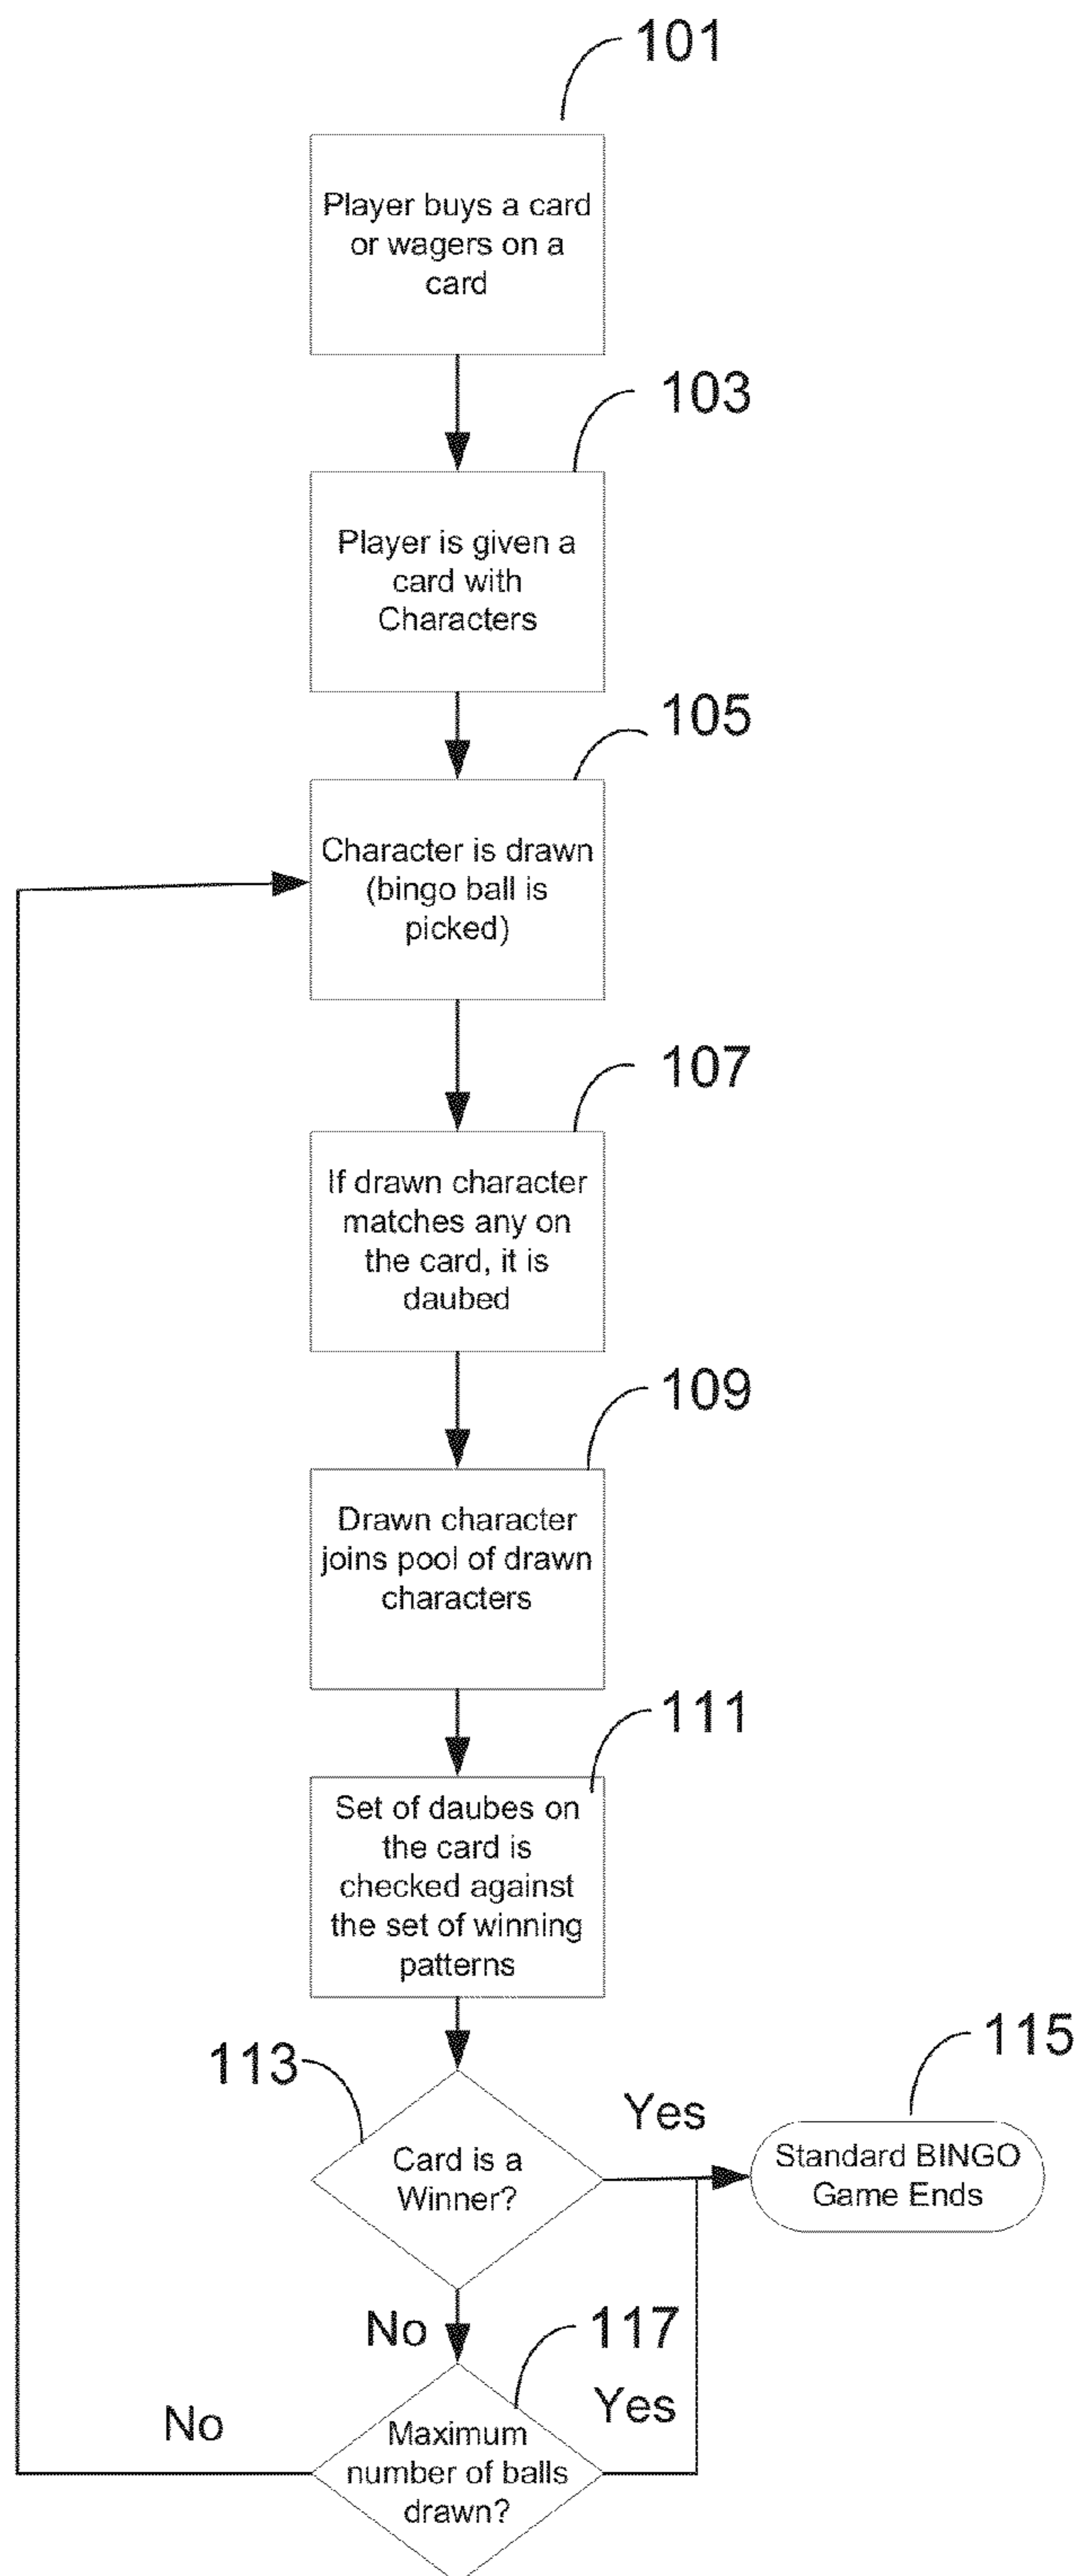 101
Player buys a card
or wagers on a
card
103
Player is given a
card with
Characters
105
Character is drawn
(bingo ball is
picked)
107
If drawn character
matches any on
the card, it is
daubed
109
Drawn character
joins pool of drawn
characters
111
Set of daubes on
the card is
checked against
the set of winning
patterns
113
Card is a
Winner?
Yes
115
Standard BINGO
Game Ends
No
117
Yes
No
Maximum
number of balls
drawn?